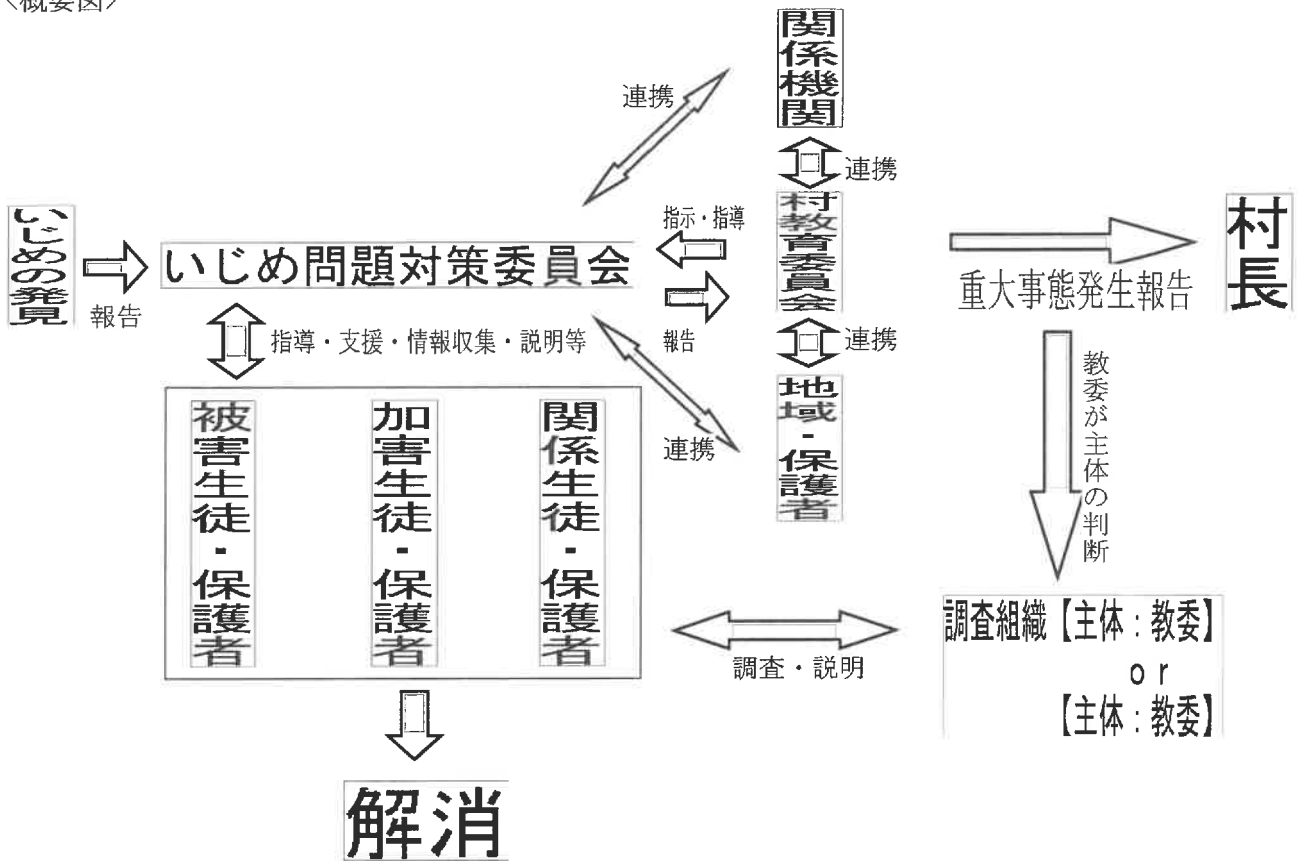 〈概要図〉
関係機関
連携
連携
いじめの発見
報告
いじめ問題対策委員会
指示・指導
報告
村教育委員会
重大事態発生報告
村長
指導・支援・情報収集・説明等
連携
連携
地域・保護者
教委が主体の判断
被害生徒・保護者
加害生徒・保護者
関係生徒・保護者
調査・説明
調査組織【主体：教委】
or
【主体：教委】
解消